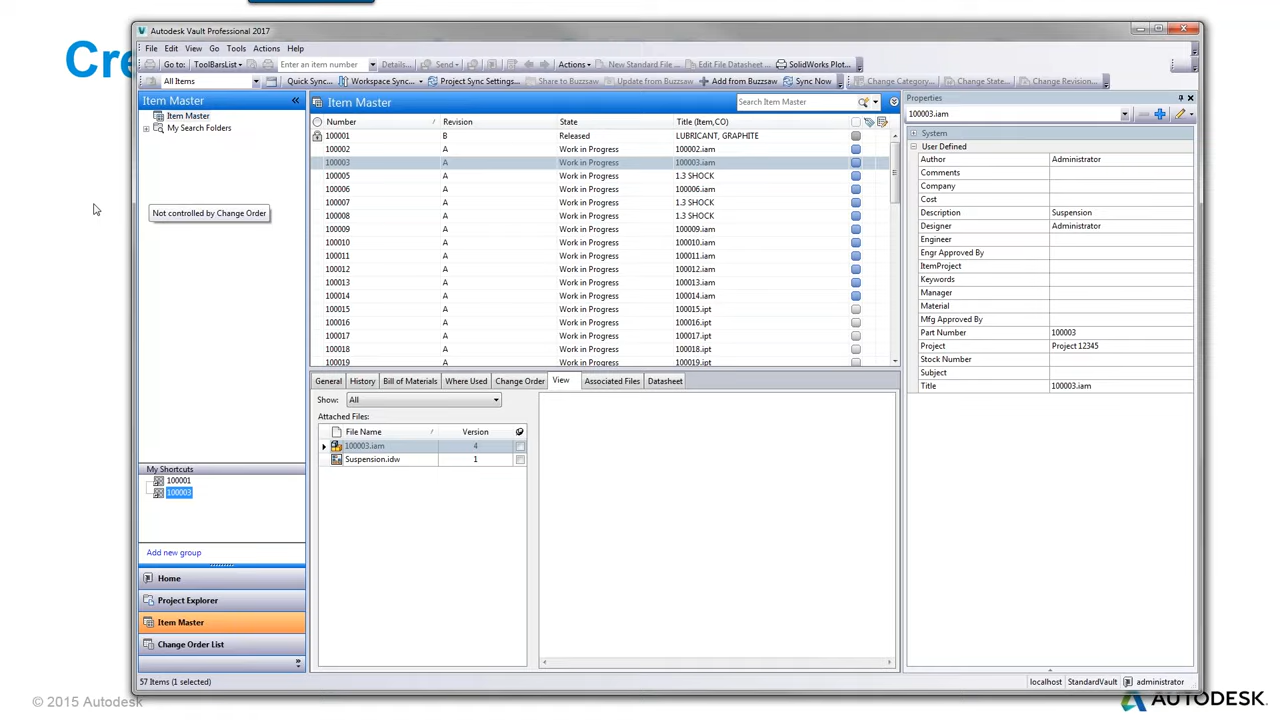 Cre
Autodesk Vault Professional 2017
File Edit View Go Tools Actions Help
Go to: ToolBarsList Enter an item number Details... Send Actions New Standard File... Edit File Datasheet... SolidWorks Plot...
All Items Quick Sync... Workspace Sync... Project Sync Settings... Share to Buzzsaw Update from Buzzsaw Add from Buzzsaw Sync Now Change Category... Change State... Change Revision...
Item Master
Item Master
My Search Folders
Not controlled by Change Order
My Shortcuts
100001
100003
Add new group
Home
Project Explorer
Item Master
Change Order List
Item Master Search Item Master
Number Revision State Title (Item,CO)
100001 B Released LUBRICANT, GRAPHITE
100002 A Work in Progress 100002.iam
100003 A Work in Progress 100003.iam
100005 A Work in Progress 1.3 SHOCK
100006 A Work in Progress 100006.iam
100007 A Work in Progress 1.3 SHOCK
100008 A Work in Progress 1.3 SHOCK
100009 A Work in Progress 100009.iam
100010 A Work in Progress 100010.iam
100011 A Work in Progress 100011.iam
100012 A Work in Progress 100012.iam
100013 A Work in Progress 100013.iam
100014 A Work in Progress 100014.iam
100015 A Work in Progress 100015.ipt
100016 A Work in Progress 100016.ipt
100017 A Work in Progress 100017.ipt
100018 A Work in Progress 100018.ipt
100019 A Work in Progress 100019.ipt
General History Bill of Materials Where Used Change Order View Associated Files Datasheet
Show: All
Attached Files:
File Name Version
100003.iam 4
Suspension.idw 1
Properties
100003.iam
System
User Defined
Author Administrator
Comments
Company
Cost
Description Suspension
Designer Administrator
Engineer
Engr Approved By
ItemProject
Keywords
Manager
Material
Mfg Approved By
Part Number 100003
Project Project 12345
Stock Number
Subject
Title 100003.iam
57 Items (1 selected) localhost StandardVault administrator
© 2015 Autodesk
AUTODESK.